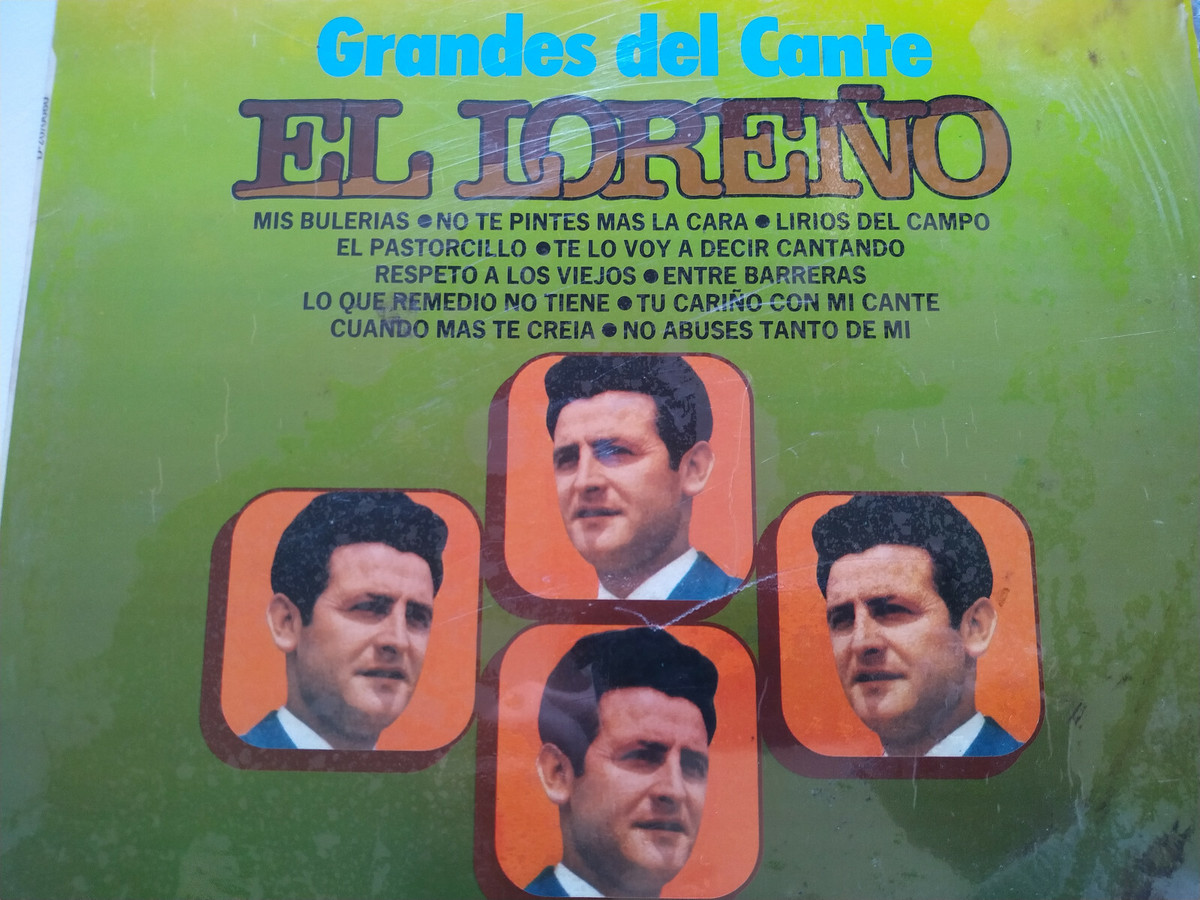 Grandes del Cante
EL LOREÑO
MIS BULERIAS ● NO TE PINTES MAS LA CARA ● LIRIOS DEL CAMPO
EL PASTORCILLO ● TE LO VOY A DECIR CANTANDO
RESPETO A LOS VIEJOS ● ENTRE BARRERAS
LO QUE REMEDIO NO TIENE ● TU CARIÑO CON MI CANTE
CUANDO MAS TE CREIA ● NO ABUSES TANTO DE MI